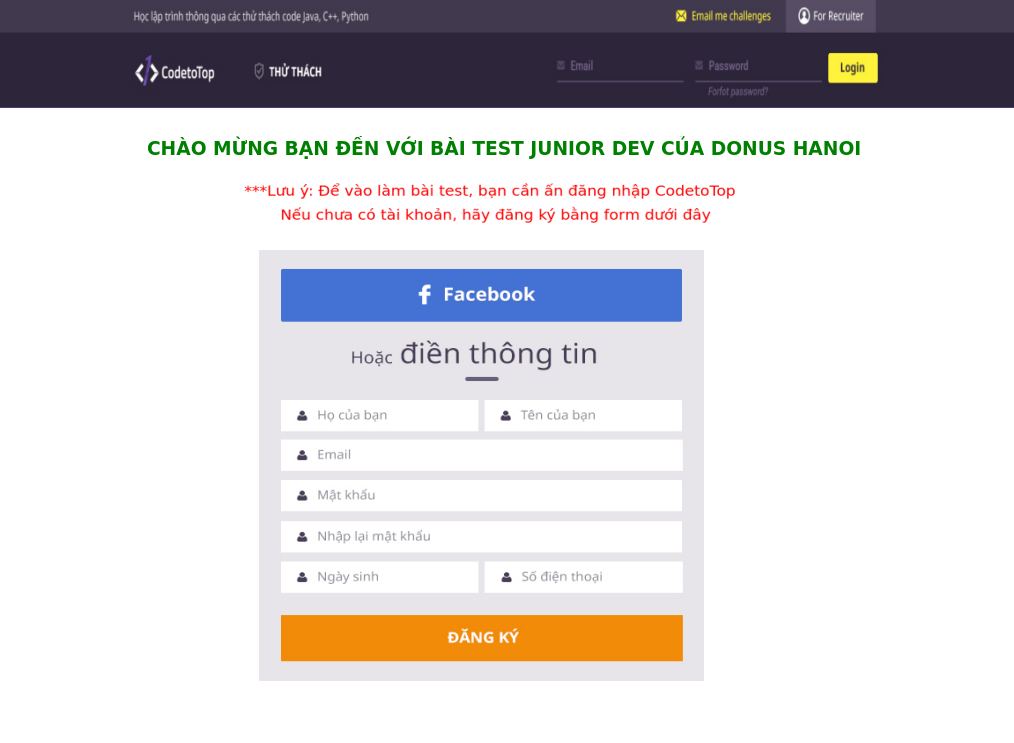 Học lập trình thông qua các thử thách code Java, C++, Python
Email me challenges
For Recruiter
CodetoTop
THỬ THÁCH
Email
Password
Login
Forfot password?
CHÀO MỪNG BẠN ĐẾN VỚI BÀI TEST JUNIOR DEV CỦA DONUS HANOI
***Lưu ý: Để vào làm bài test, bạn cần ấn đăng nhập CodetoTop
Nếu chưa có tài khoản, hãy đăng ký bằng form dưới đây
Facebook
Hoặc điền thông tin
Họ của bạn
Tên của bạn
Email
Mật khẩu
Nhập lại mật khẩu
Ngày sinh
Số điện thoại
ĐĂNG KÝ